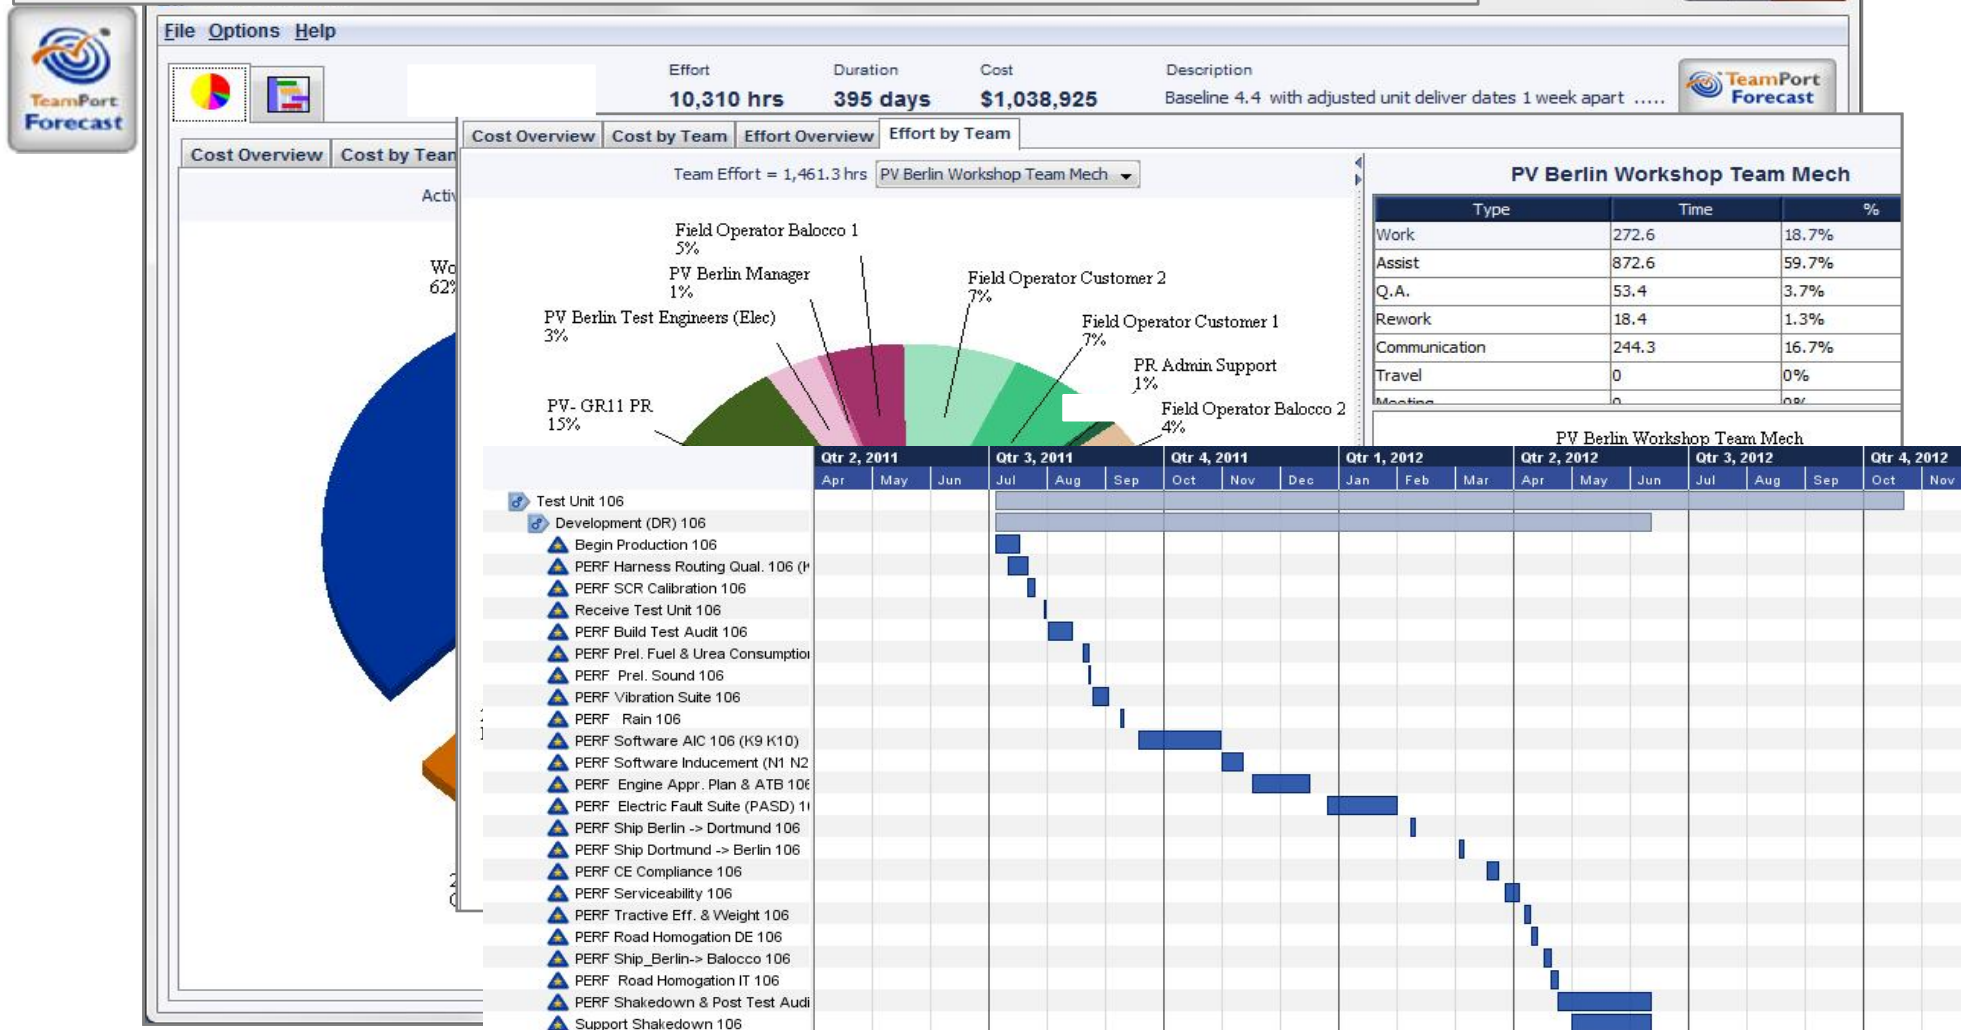 TeamPort
Forecast
File Options Help
Effort
10,310 hrs
Duration
395 days
Cost
$1,038,925
Description
Baseline 4.4 with adjusted unit deliver dates 1 week apart .....
TeamPort
Forecast
Cost Overview Cost by Tean
Activ
Wo
62%
Cost Overview Cost by Team Effort Overview Effort by Team
Team Effort = 1,461.3 hrs PV Berlin Workshop Team Mech
Field Operator Balocco 1
5%
PV Berlin Manager
1%
PV Berlin Test Engineers (Elec)
3%
PV- GR11 PR
15%
Field Operator Customer 2
7%
Field Operator Customer 1
7%
PR Admin Support
1%
Field Operator Balocco 2
4%
PV Berlin Workshop Team Mech
Type Time %
Work 272.6 18.7%
Assist 872.6 59.7%
Q.A. 53.4 3.7%
Rework 18.4 1.3%
Communication 244.3 16.7%
Travel 0 0%
Meeting 0 0%
PV Berlin Workshop Team Mech
Qtr 2, 2011 Qtr 3, 2011 Qtr 4, 2011 Qtr 1, 2012 Qtr 2, 2012 Qtr 3, 2012 Qtr 4, 2012
Apr May Jun Jul Aug Sep Oct Nov Dec Jan Feb Mar Apr May Jun Jul Aug Sep Oct Nov
Test Unit 106
Development (DR) 106
Begin Production 106
PERF Harness Routing Qual. 106 (H
PERF SCR Calibration 106
Receive Test Unit 106
PERF Build Test Audit 106
PERF Prel. Fuel & Urea Consumption
PERF Prel. Sound 106
PERF Vibration Suite 106
PERF Rain 106
PERF Software AIC 106 (K9 K10)
PERF Software Inducement (N1 N2
PERF Engine Appr. Plan & ATB 106
PERF Electric Fault Suite (PASD) 10
PERF Ship Berlin -> Dortmund 106
PERF Ship Dortmund -> Berlin 106
PERF CE Compliance 106
PERF Serviceability 106
PERF Tractive Eff. & Weight 106
PERF Road Homogation DE 106
PERF Ship_Berlin-> Balocco 106
PERF Road Homogation IT 106
PERF Shakedown & Post Test Audi
Support Shakedown 106